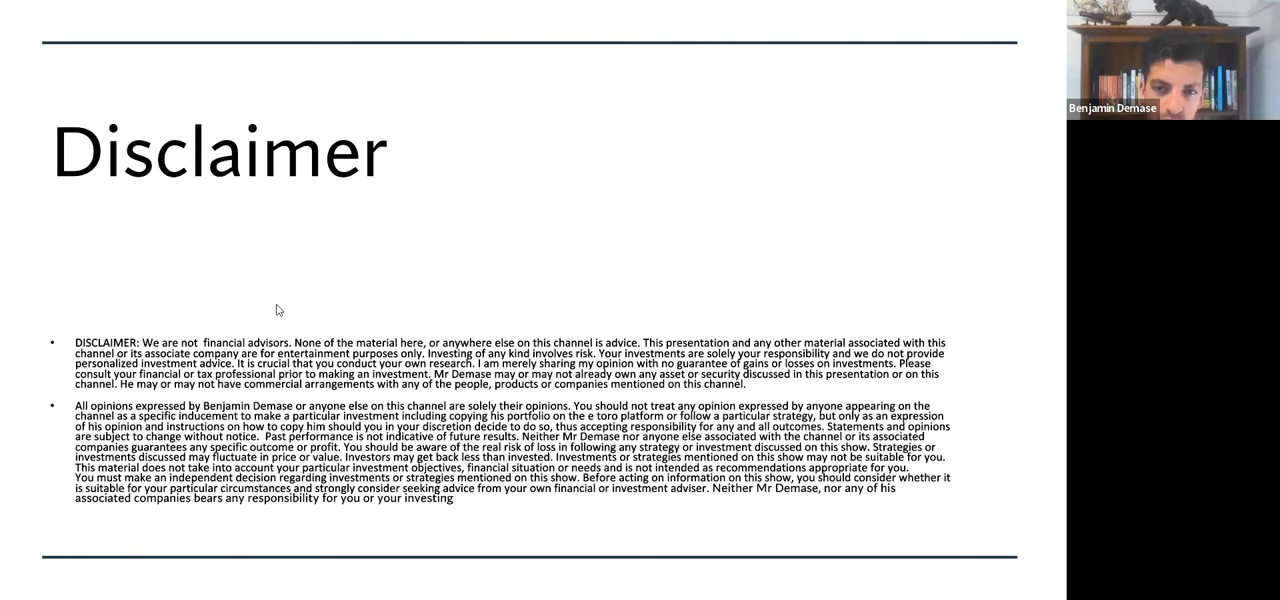 Benjamin Demase
Disclaimer
• DISCLAIMER: We are not financial advisors. None of the material here, or anywhere else on this channel is advice. This presentation and any other material associated with this
channel or its associate company are for entertainment purposes only. Investing of any kind involves risk. Your investments are solely your responsibility and we do not provide
personalized investment advice. It is crucial that you conduct your own research. I am merely sharing my opinion with no guarantee of gains or losses on investments. Please
consult your financial or tax professional prior to making an investment. Mr Demase may or may not already own any asset or security discussed in this presentation or on this
channel. He may or may not have commercial arrangements with any of the people, products or companies mentioned on this channel.
• All opinions expressed by Benjamin Demase or anyone else on this channel are solely their opinions. You should not treat any opinion expressed by anyone appearing on the
channel as a specific inducement to make a particular investment including copying his portfolio on the e toro platform or follow a particular strategy, but only as an expression
of his opinion and instructions on how to copy him should you in your discretion decide to do so, thus accepting responsibility for any and all outcomes. Statements and opinions
are subject to change without notice. Past performance is not indicative of future results. Neither Mr Demase nor anyone else associated with the channel or its associated
companies guarantees any specific outcome or profit. You should be aware of the real risk of loss in following any strategy or investment discussed on this show. Strategies or
investments discussed may fluctuate in price or value. Investors may get back less than invested. Investments or strategies mentioned on this show may not be suitable for you.
This material does not take into account your particular investment objectives, financial situation or needs and is not intended as recommendations appropriate for you.
You must make an independent decision regarding investments or strategies mentioned on this show. Before acting on information on this show, you should consider whether it
is suitable for your particular circumstances and strongly consider seeking advice from your own financial or investment adviser. Neither Mr Demase, nor any of his
associated companies bears any responsibility for you or your investing